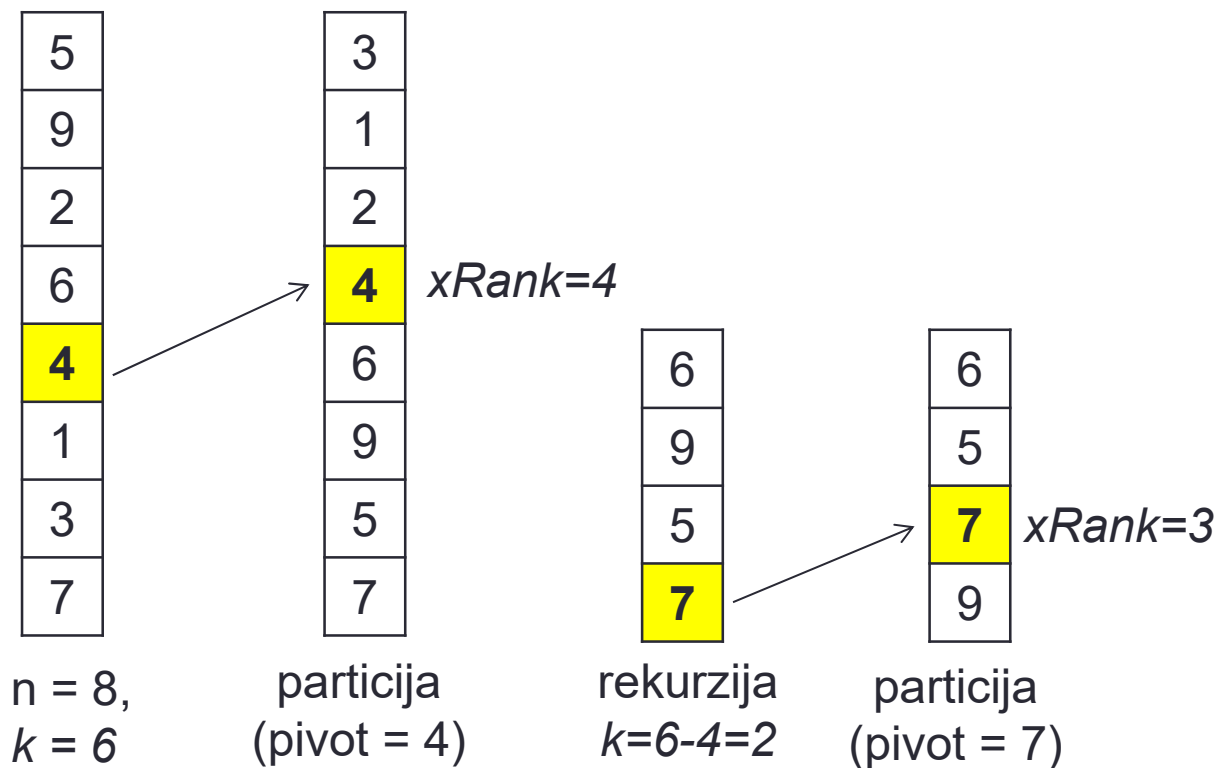 5
9
2
6
4
1
3
7
n = 8,
k = 6
3
1
2
4
xRank=4
6
9
5
7
particija
(pivot = 4)
6
9
5
7
rekurzija
k=6-4=2
6
5
7
xRank=3
9
particija
(pivot = 7)